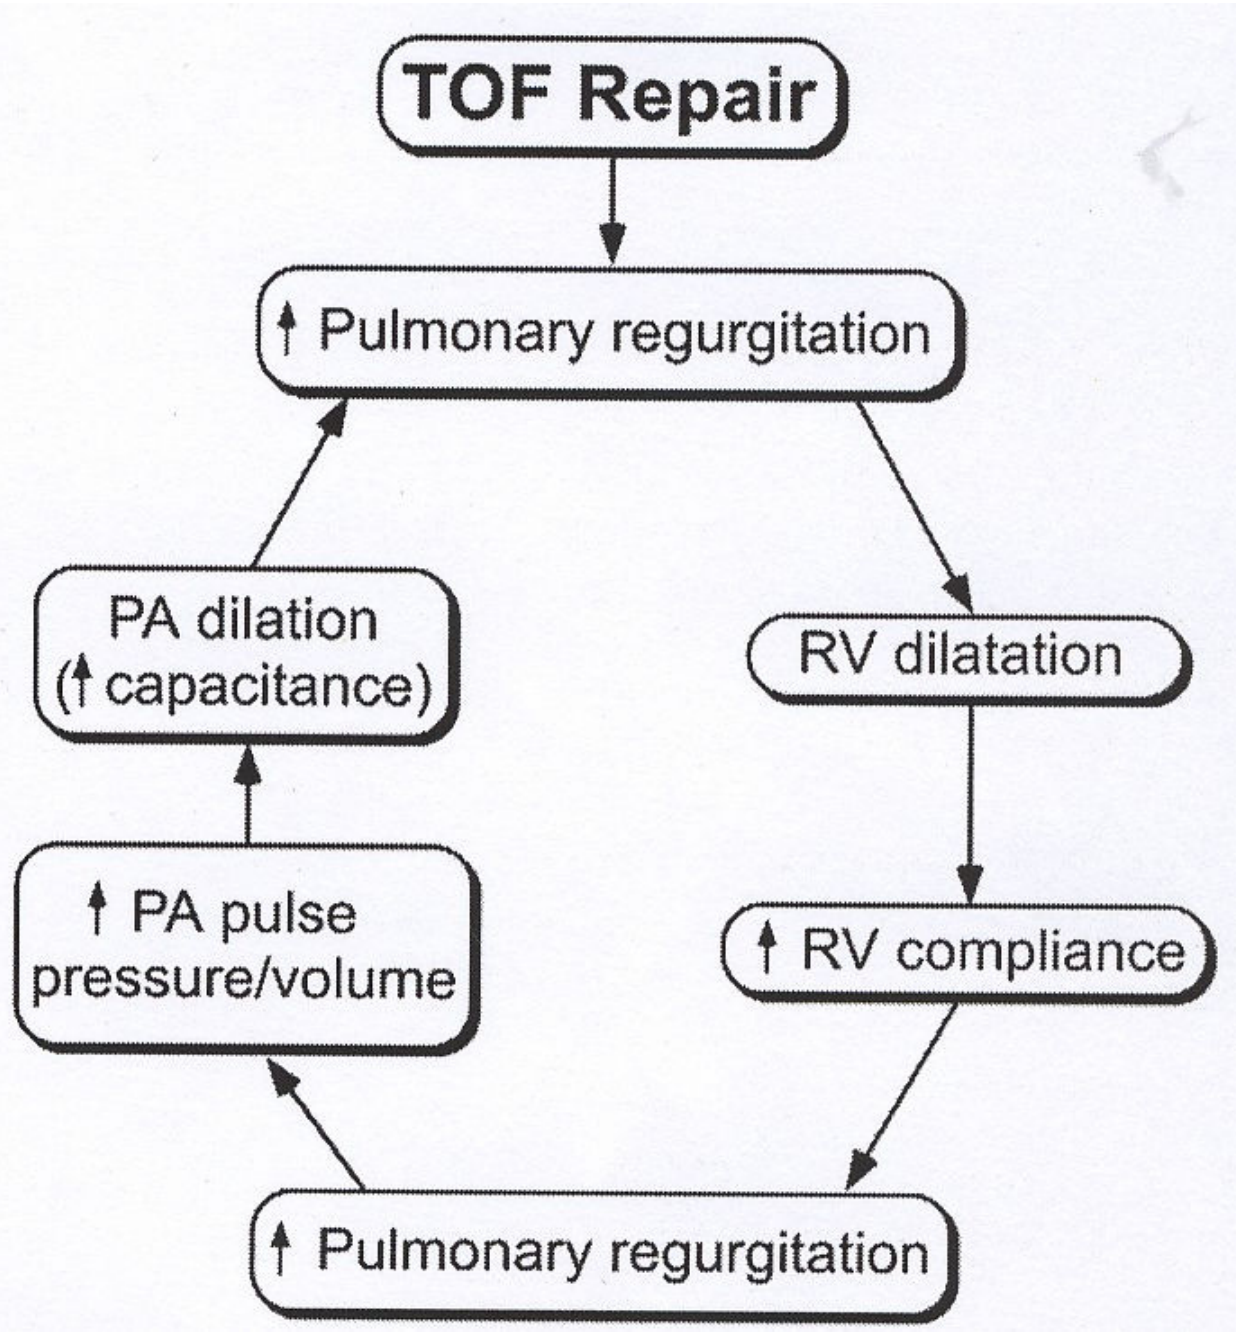 TOF Repair
↑ Pulmonary regurgitation
RV dilatation
↑ RV compliance
↑ Pulmonary regurgitation
↑ PA pulse
pressure/volume
PA dilation
(↑ capacitance)